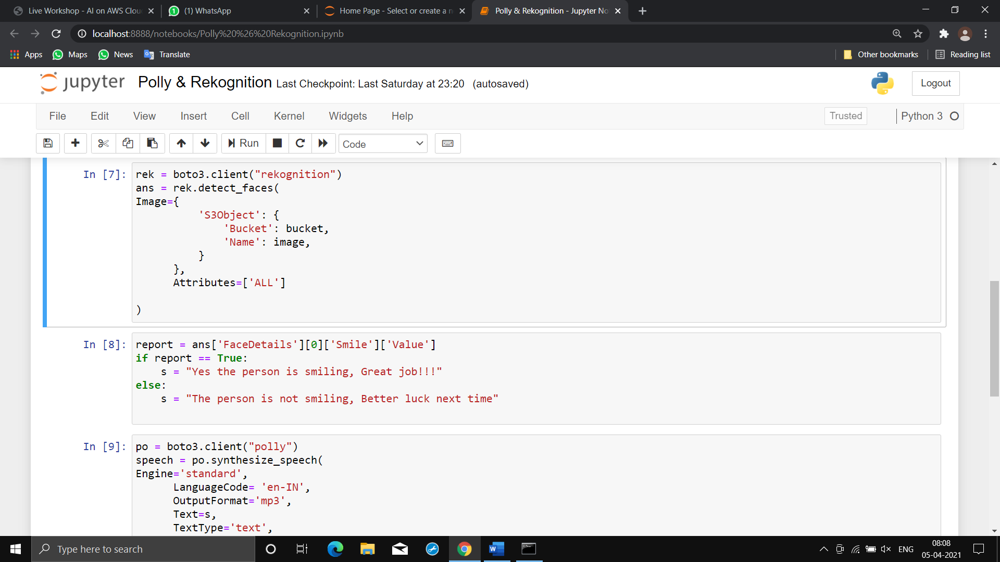 Live Workshop - AI on AWS Clou
(1) WhatsApp
Home Page - Select or create a n
Polly & Rekognition - Jupyter No
localhost:8888/notebooks/Polly%20%26%20Rekognition.ipynb
Apps
Maps
News
Translate
Other bookmarks
Reading list
jupyter
Polly & Rekognition Last Checkpoint: Last Saturday at 23:20 (autosaved)
Logout
File Edit View Insert Cell Kernel Widgets Help
Trusted
Python 3
Run
Code
In [7]:
rek = boto3.client("rekognition")
ans = rek.detect_faces(
Image={
          'S3Object': {
              'Bucket': bucket,
              'Name': image,
          }
      },
      Attributes=['ALL']
)
In [8]:
report = ans['FaceDetails'][0]['Smile']['Value']
if report == True:
    s = "Yes the person is smiling, Great job!!!"
else:
    s = "The person is not smiling, Better luck next time"
In [9]:
po = boto3.client("polly")
speech = po.synthesize_speech(
Engine='standard',
      LanguageCode= 'en-IN',
      OutputFormat='mp3',
      Text=s,
      TextType='text',
Type here to search
W
ENG
08:08
05-04-2021